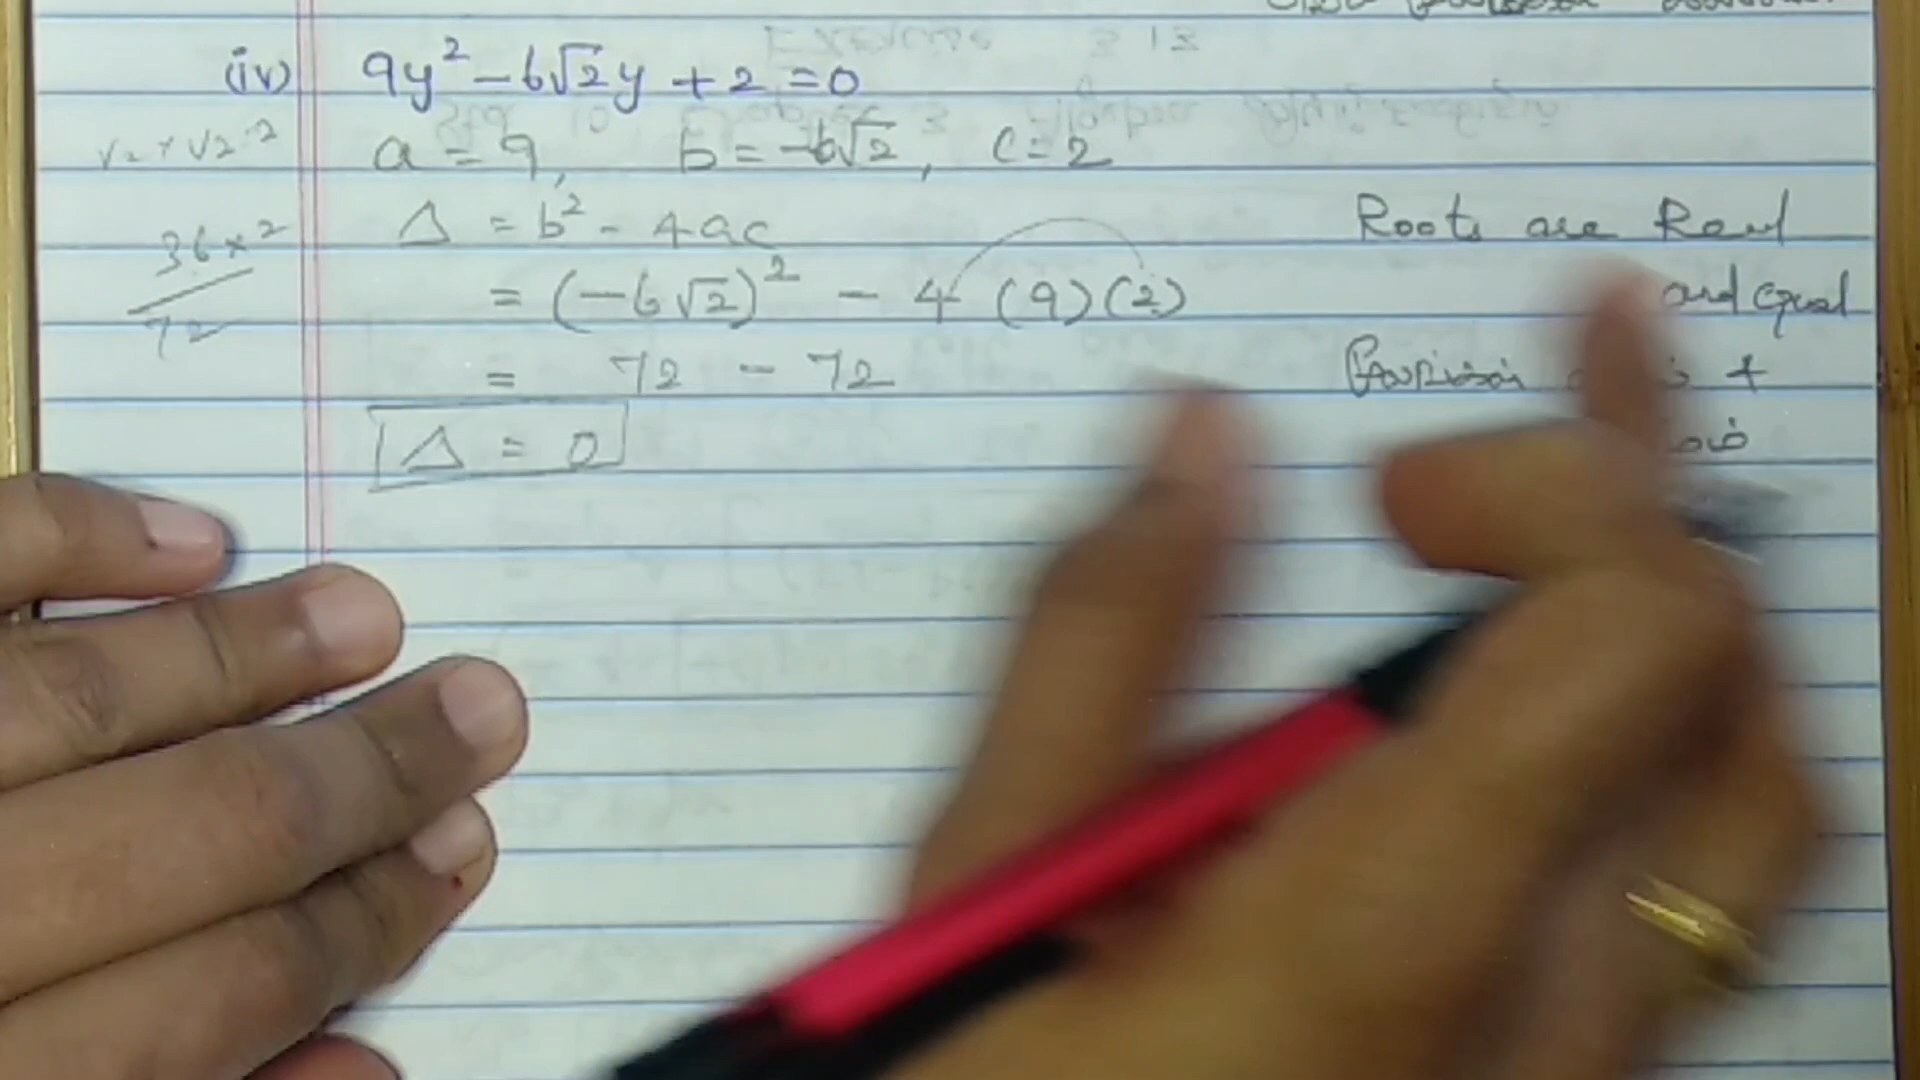 (iv) 9y² - 6√2y + 2 = 0
√2 × √2 = 2
a = 9, b = -6√2, c = 2
Δ = b² - 4ac
36×2
72
= (-6√2)² - 4 (9)(2)
= 72 - 72
Δ = 0
Roots are Real
and equal